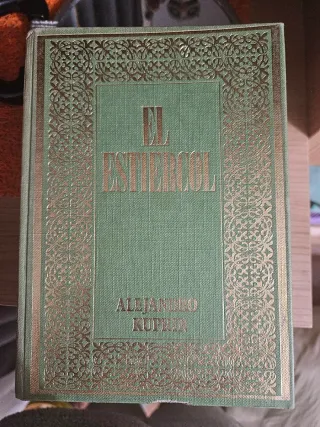 EL
ESTIERCOL
ALEJANDRO
KUPRIN